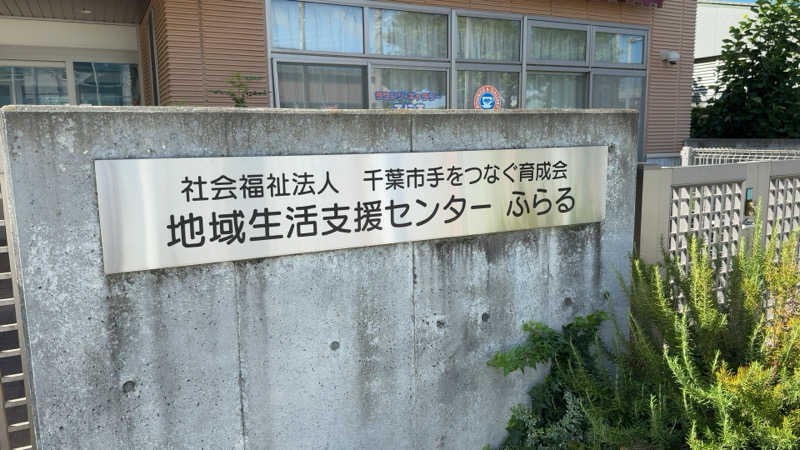 社会福祉法人　千葉市手をつなぐ育成会
地域生活支援センター ふらる